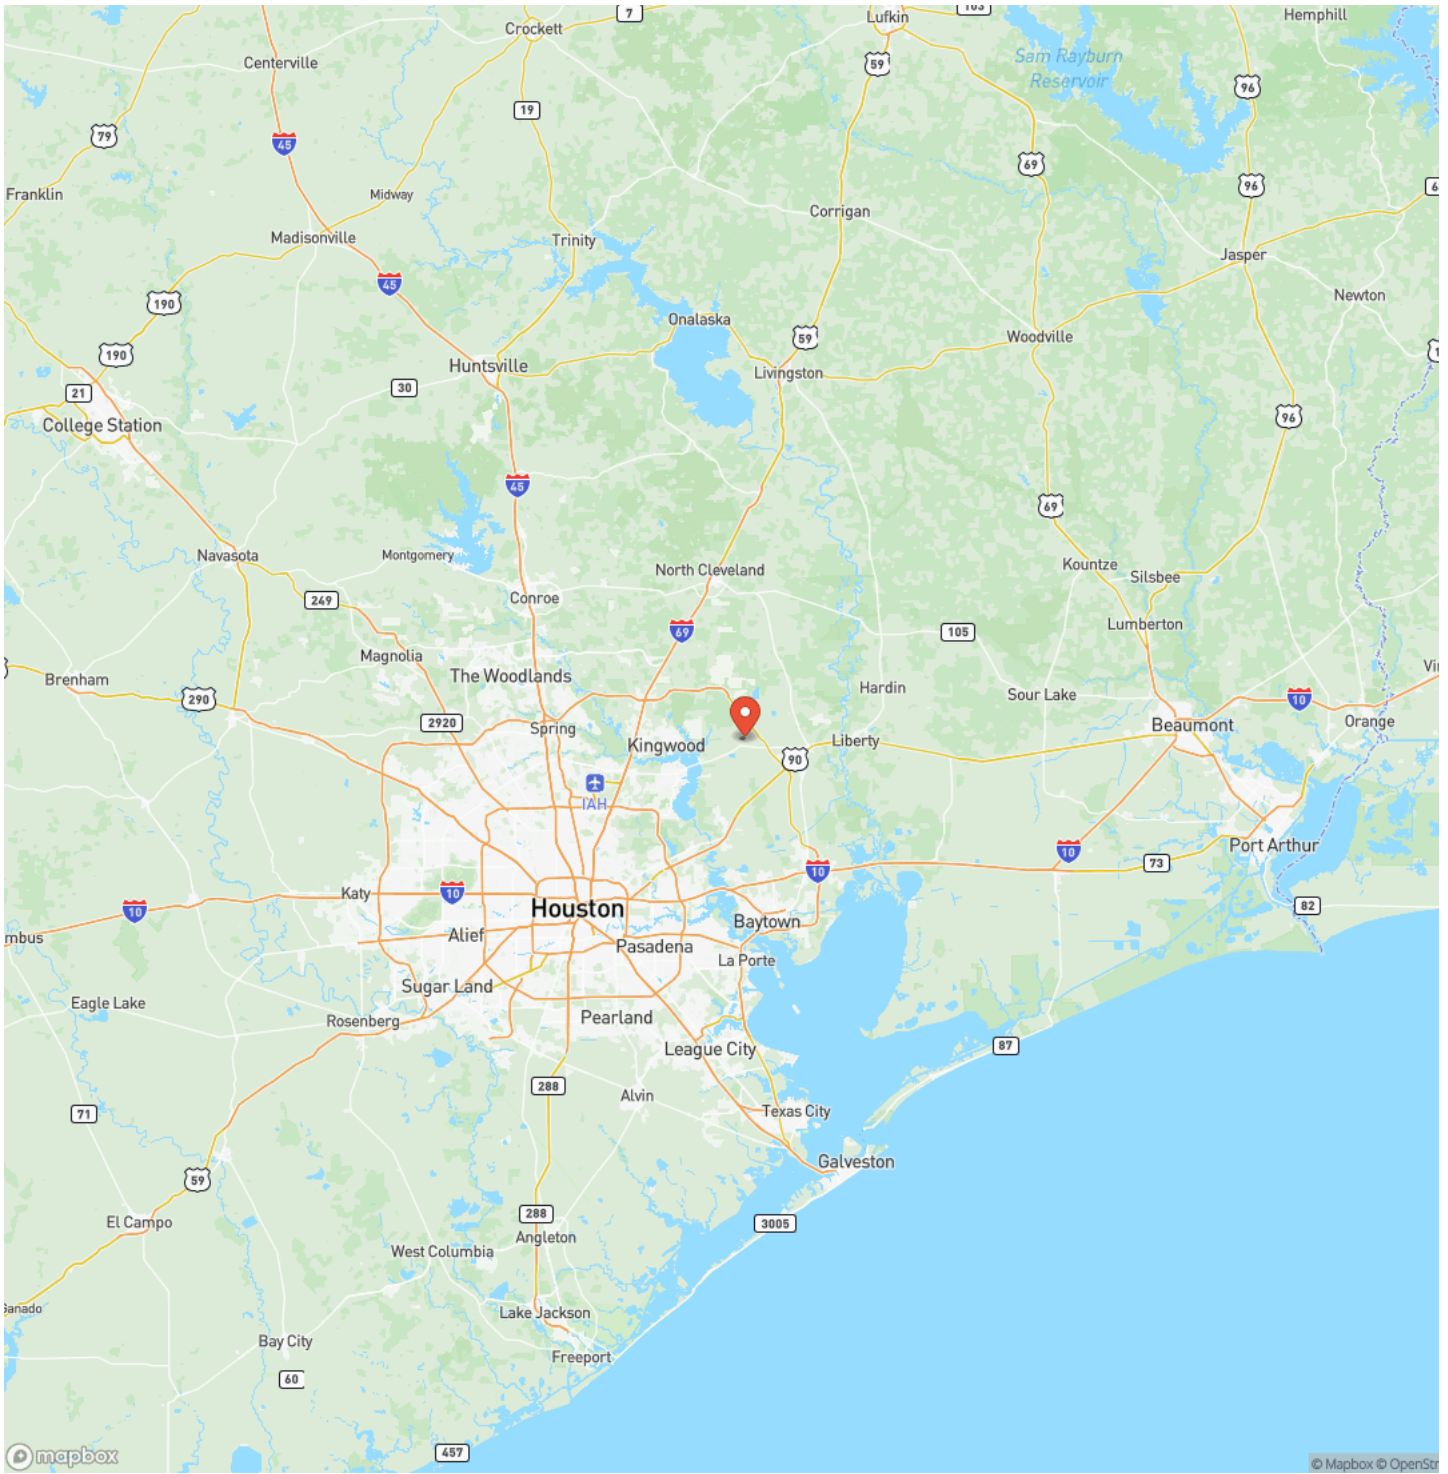 7
103
Hemphill
Lufkin
Crockett
Centerville
59
Sam Rayburn
Reservoir
96
19
79
45
69
96
Franklin
Midway
Corrigan
Madisonville
Trinity
Jasper
45
190
Newton
Onalaska
59
Woodville
190
Huntsville
Livingston
30
21
College Station
96
45
69
Navasota
Montgomery
North Cleveland
Kountze
Silsbee
Conroe
249
69
105
Lumberton
Magnolia
The Woodlands
Brenham
290
Hardin
Sour Lake
10
2920
Spring
Kingwood
Liberty
Beaumont
Orange
90
IAH
Port Arthur
10
73
10
Katy
10
10
Houston
82
Baytown
Alief
Pasadena
La Porte
Sugar Land
Eagle Lake
Rosenberg
Pearland
League City
87
288
Alvin
71
Texas City
Galveston
59
288
3005
El Campo
Angleton
West Columbia
Lake Jackson
Bay City
Freeport
60
457
mapbox
© Mapbox © OpenStr